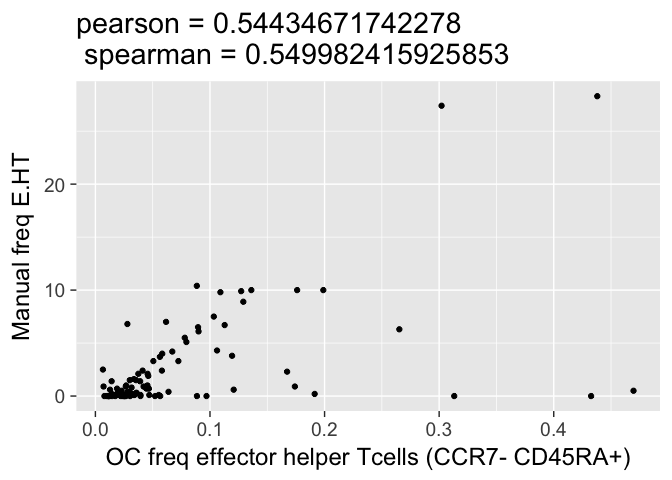 pearson = 0.54434671742278
spearman = 0.549982415925853
Manual freq E.HT
20
10
0
0.0 0.1 0.2 0.3 0.4
OC freq effector helper Tcells (CCR7- CD45RA+)